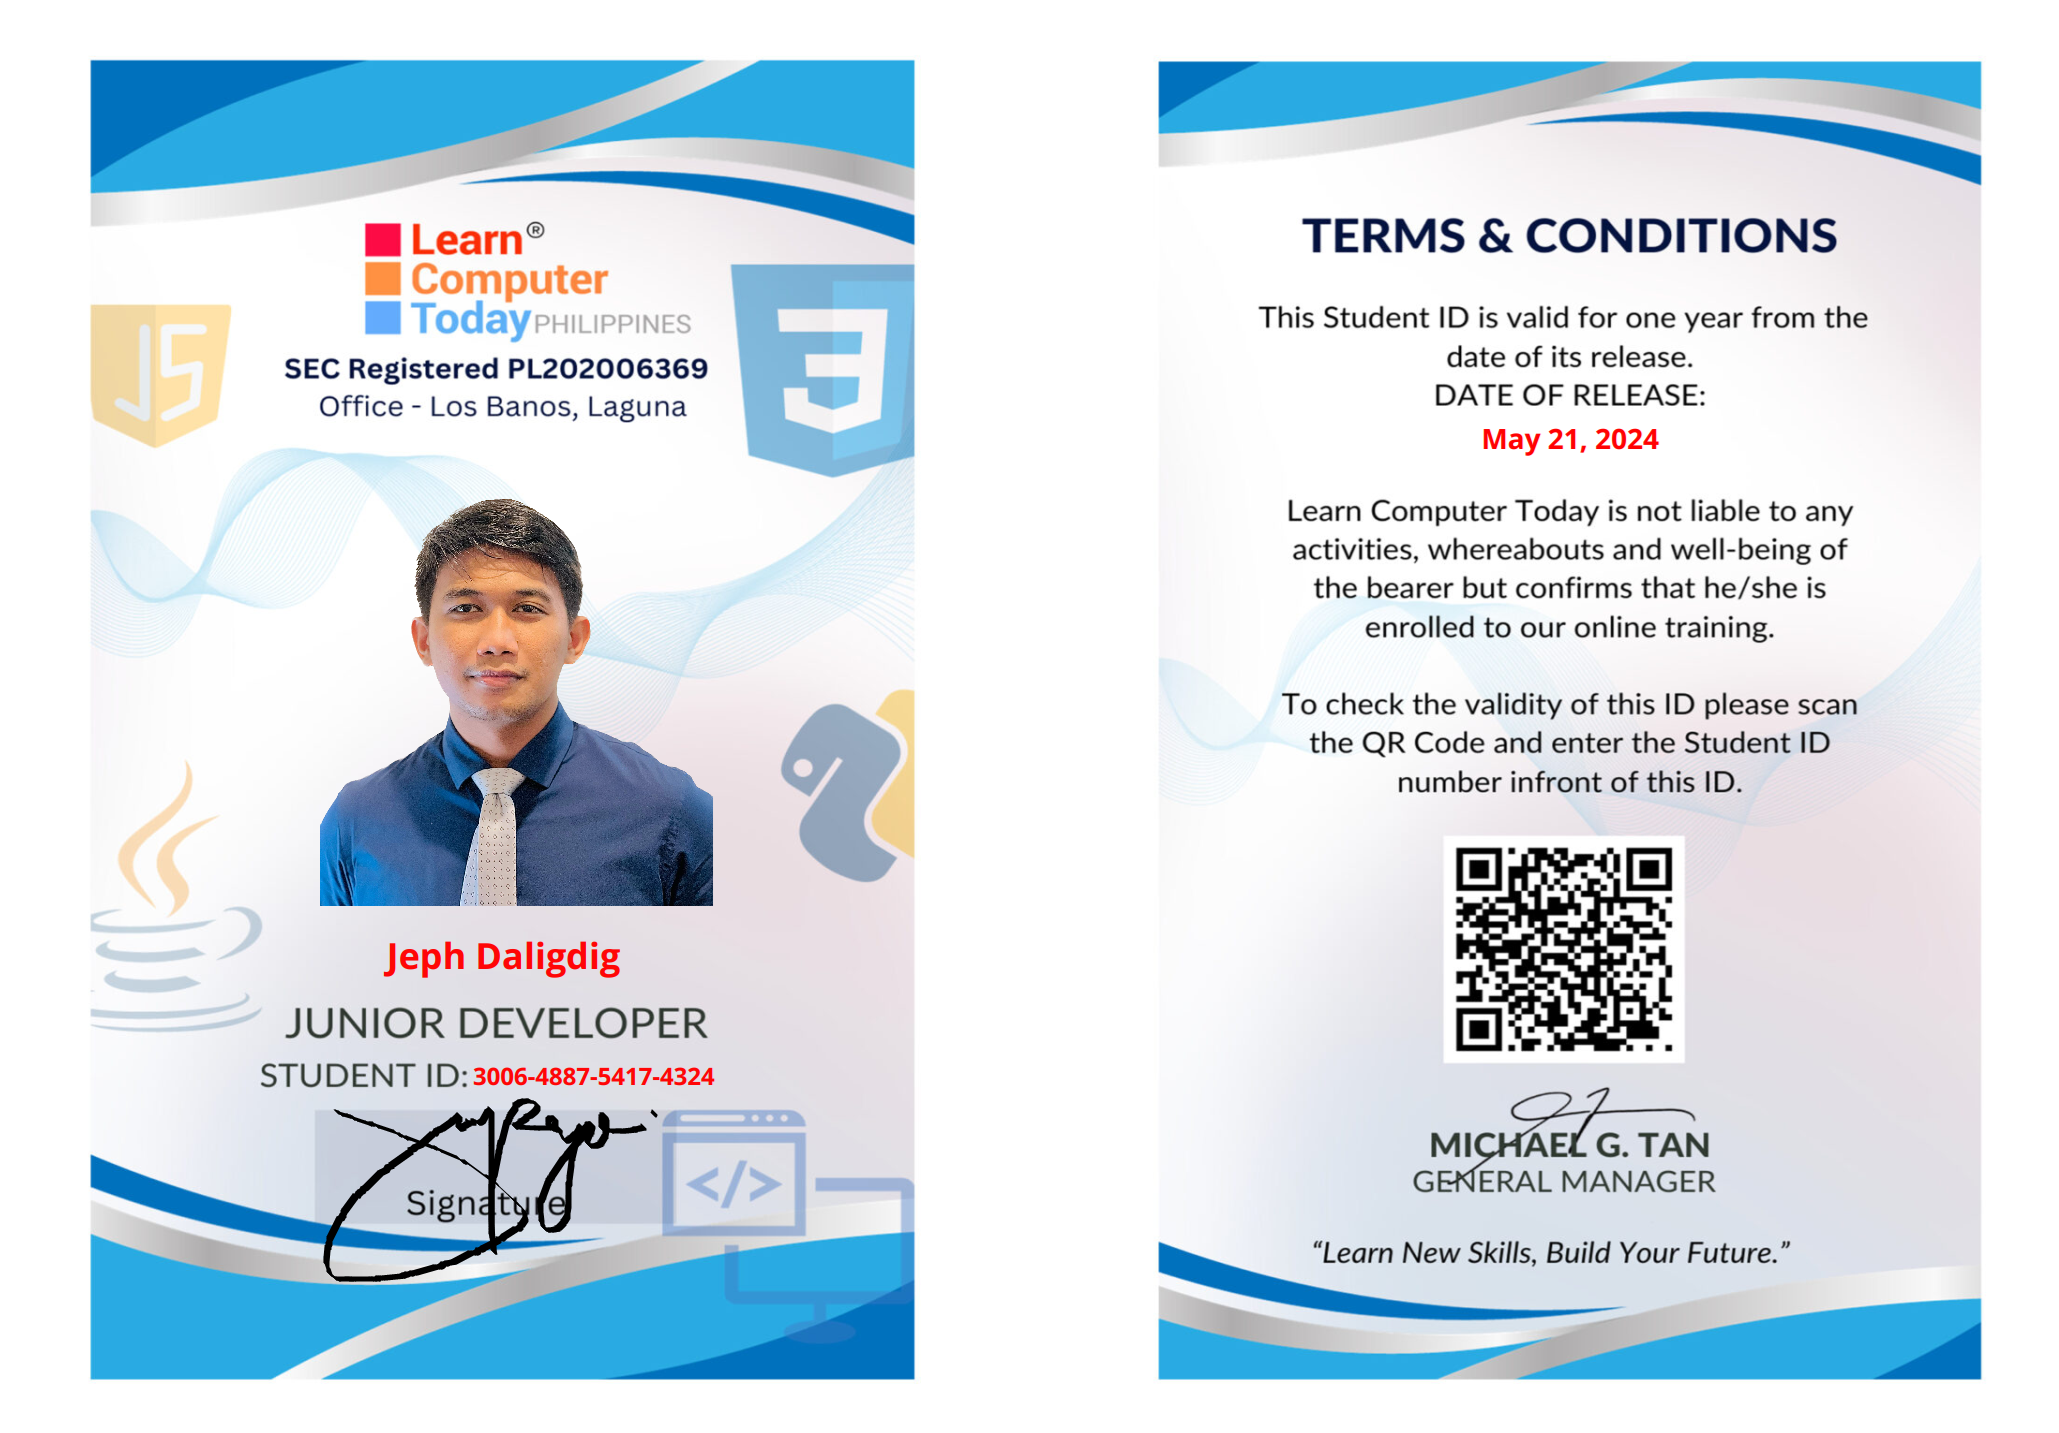 Learn®
Computer
Today PHILIPPINES
SEC Registered PL202006369
Office - Los Banos, Laguna
JS
3
Jeph Daligdig
JUNIOR DEVELOPER
STUDENT ID: 3006-4887-5417-4324
Signature
</>
TERMS & CONDITIONS
This Student ID is valid for one year from the
date of its release.
DATE OF RELEASE:
May 21, 2024
Learn Computer Today is not liable to any
activities, whereabouts and well-being of
the bearer but confirms that he/she is
enrolled to our online training.
To check the validity of this ID please scan
the QR Code and enter the Student ID
number infront of this ID.
MICHAEL G. TAN
GENERAL MANAGER
“Learn New Skills, Build Your Future.”